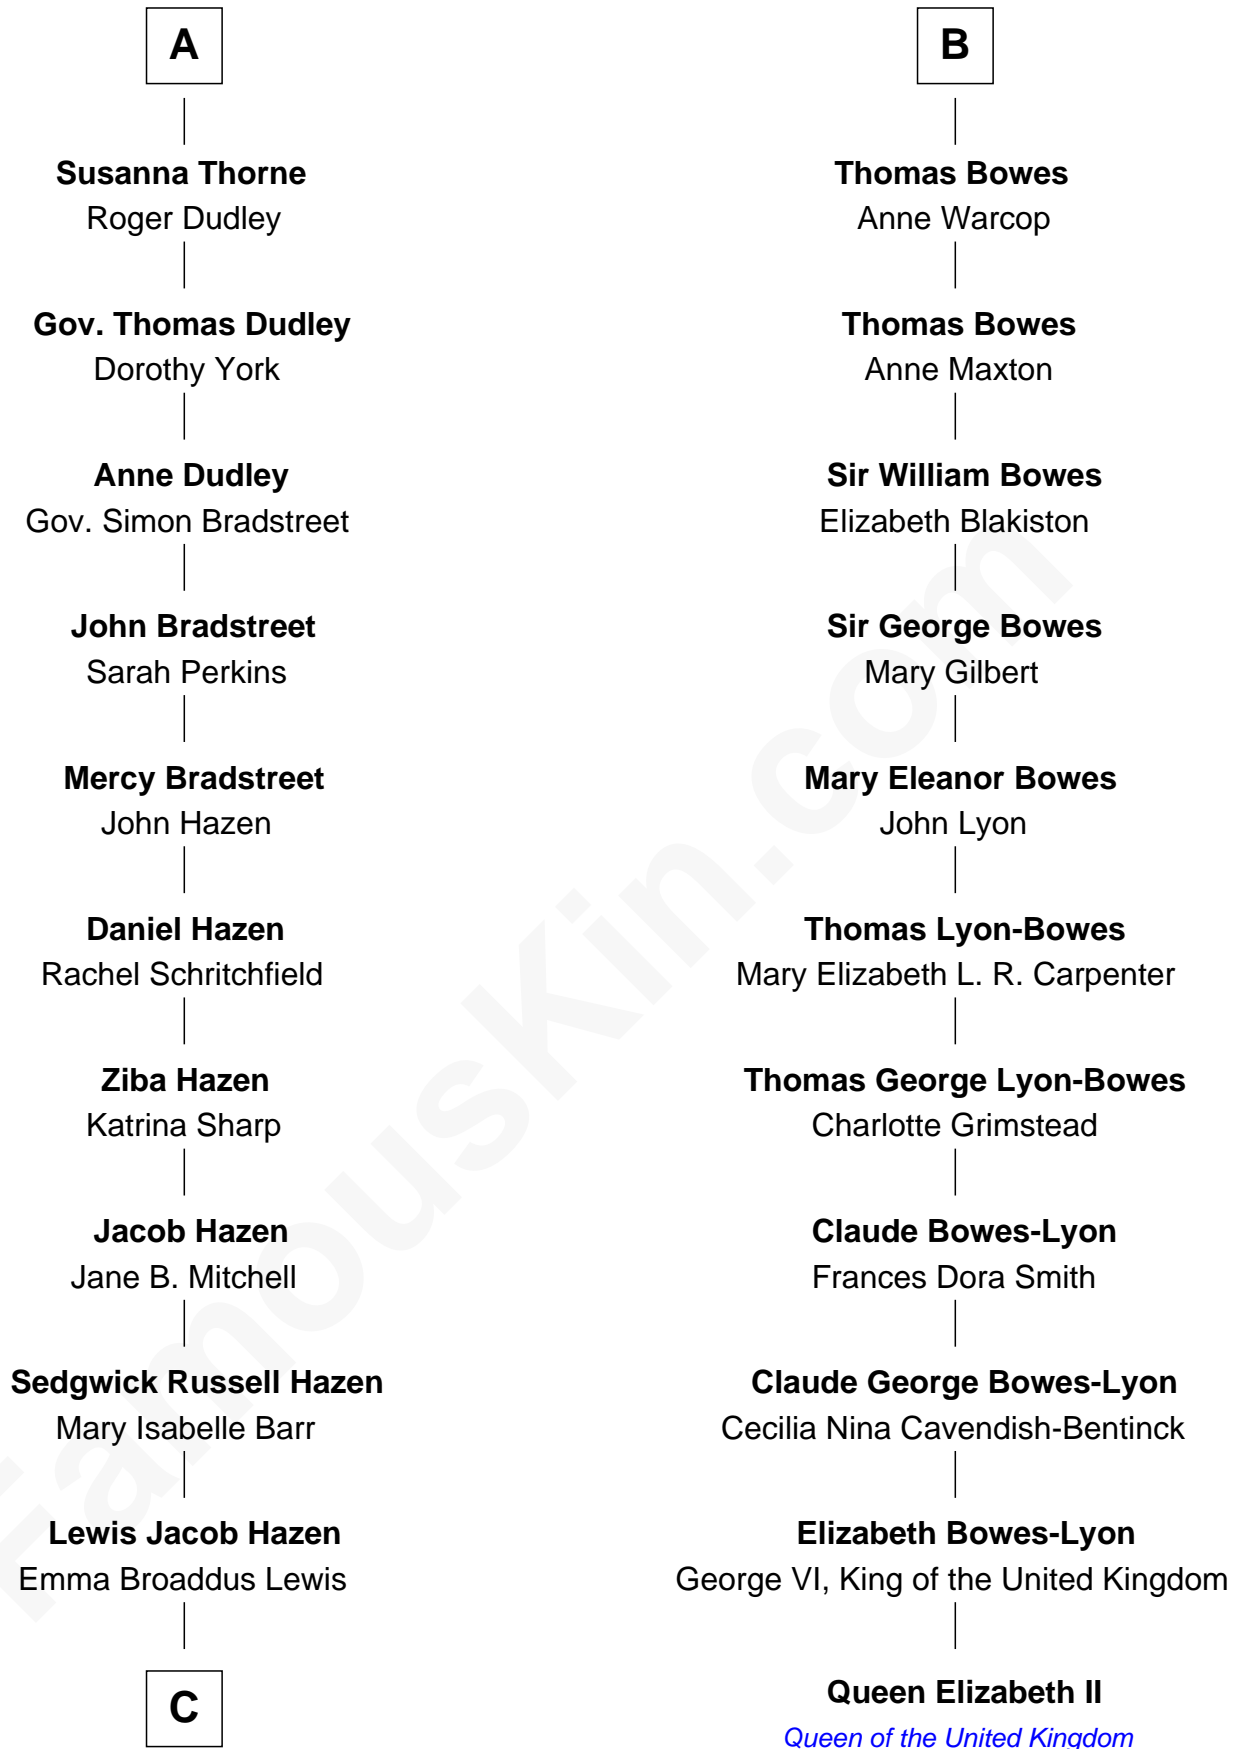 A
Susanna Thorne
Roger Dudley
Gov. Thomas Dudley
Dorothy York
Anne Dudley
Gov. Simon Bradstreet
John Bradstreet
Sarah Perkins
Mercy Bradstreet
John Hazen
Daniel Hazen
Rachel Schritchfield
Ziba Hazen
Katrina Sharp
Jacob Hazen
Jane B. Mitchell
Sedgwick Russell Hazen
Mary Isabelle Barr
Lewis Jacob Hazen
Emma Broaddus Lewis
C
B
Thomas Bowes
Anne Warcop
Thomas Bowes
Anne Maxton
Sir William Bowes
Elizabeth Blakiston
Sir George Bowes
Mary Gilbert
Mary Eleanor Bowes
John Lyon
Thomas Lyon-Bowes
Mary Elizabeth L. R. Carpenter
Thomas George Lyon-Bowes
Charlotte Grimstead
Claude Bowes-Lyon
Frances Dora Smith
Claude George Bowes-Lyon
Cecilia Nina Cavendish-Bentinck
Elizabeth Bowes-Lyon
George VI, King of the United Kingdom
Queen Elizabeth II
Queen of the United Kingdom
FamousKin.com